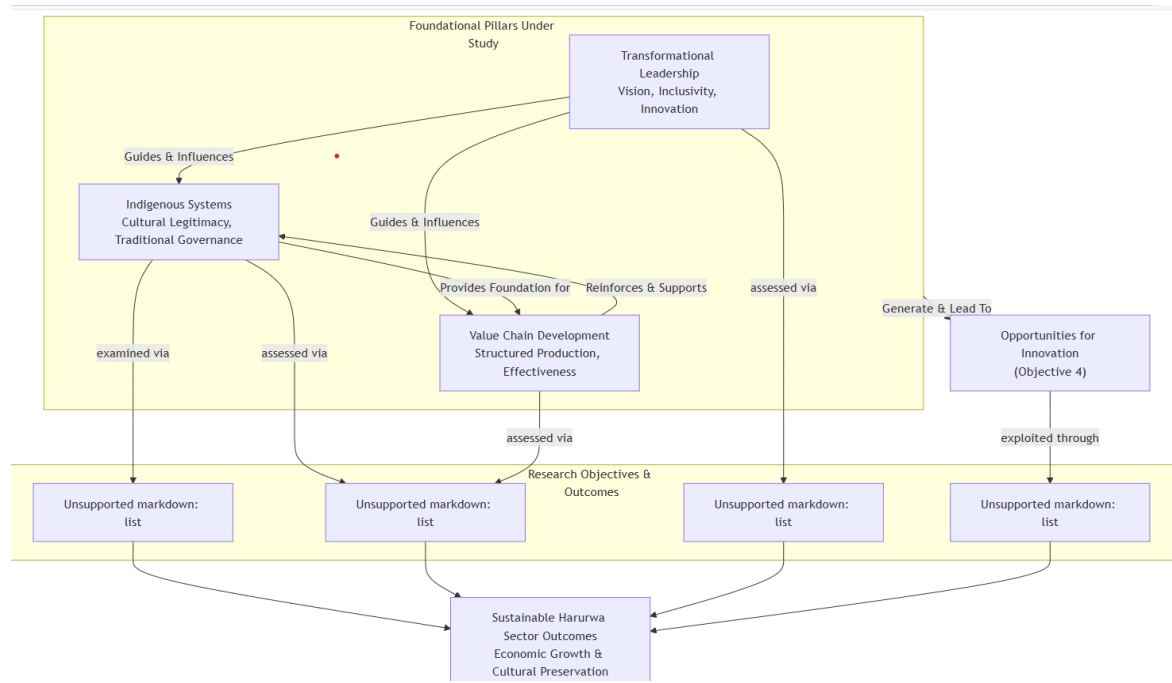 Foundational Pillars Under
Study
Transformational
Leadership
Vision, Inclusivity,
Innovation
Guides & Influences
Indigenous Systems
Cultural Legitimacy,
Traditional Governance
Guides & Influences
Provides Foundation for
Reinforces & Supports
assessed via
Generate & Lead To
Value Chain Development
Structured Production,
Effectiveness
Opportunities for
Innovation
(Objective 4)
examined via
assessed via
assessed via
exploited through
Research Objectives &
Outcomes
Unsupported markdown:
list
Unsupported markdown:
list
Unsupported markdown:
list
Unsupported markdown:
list
Sustainable Harurwa
Sector Outcomes
Economic Growth &
Cultural Preservation